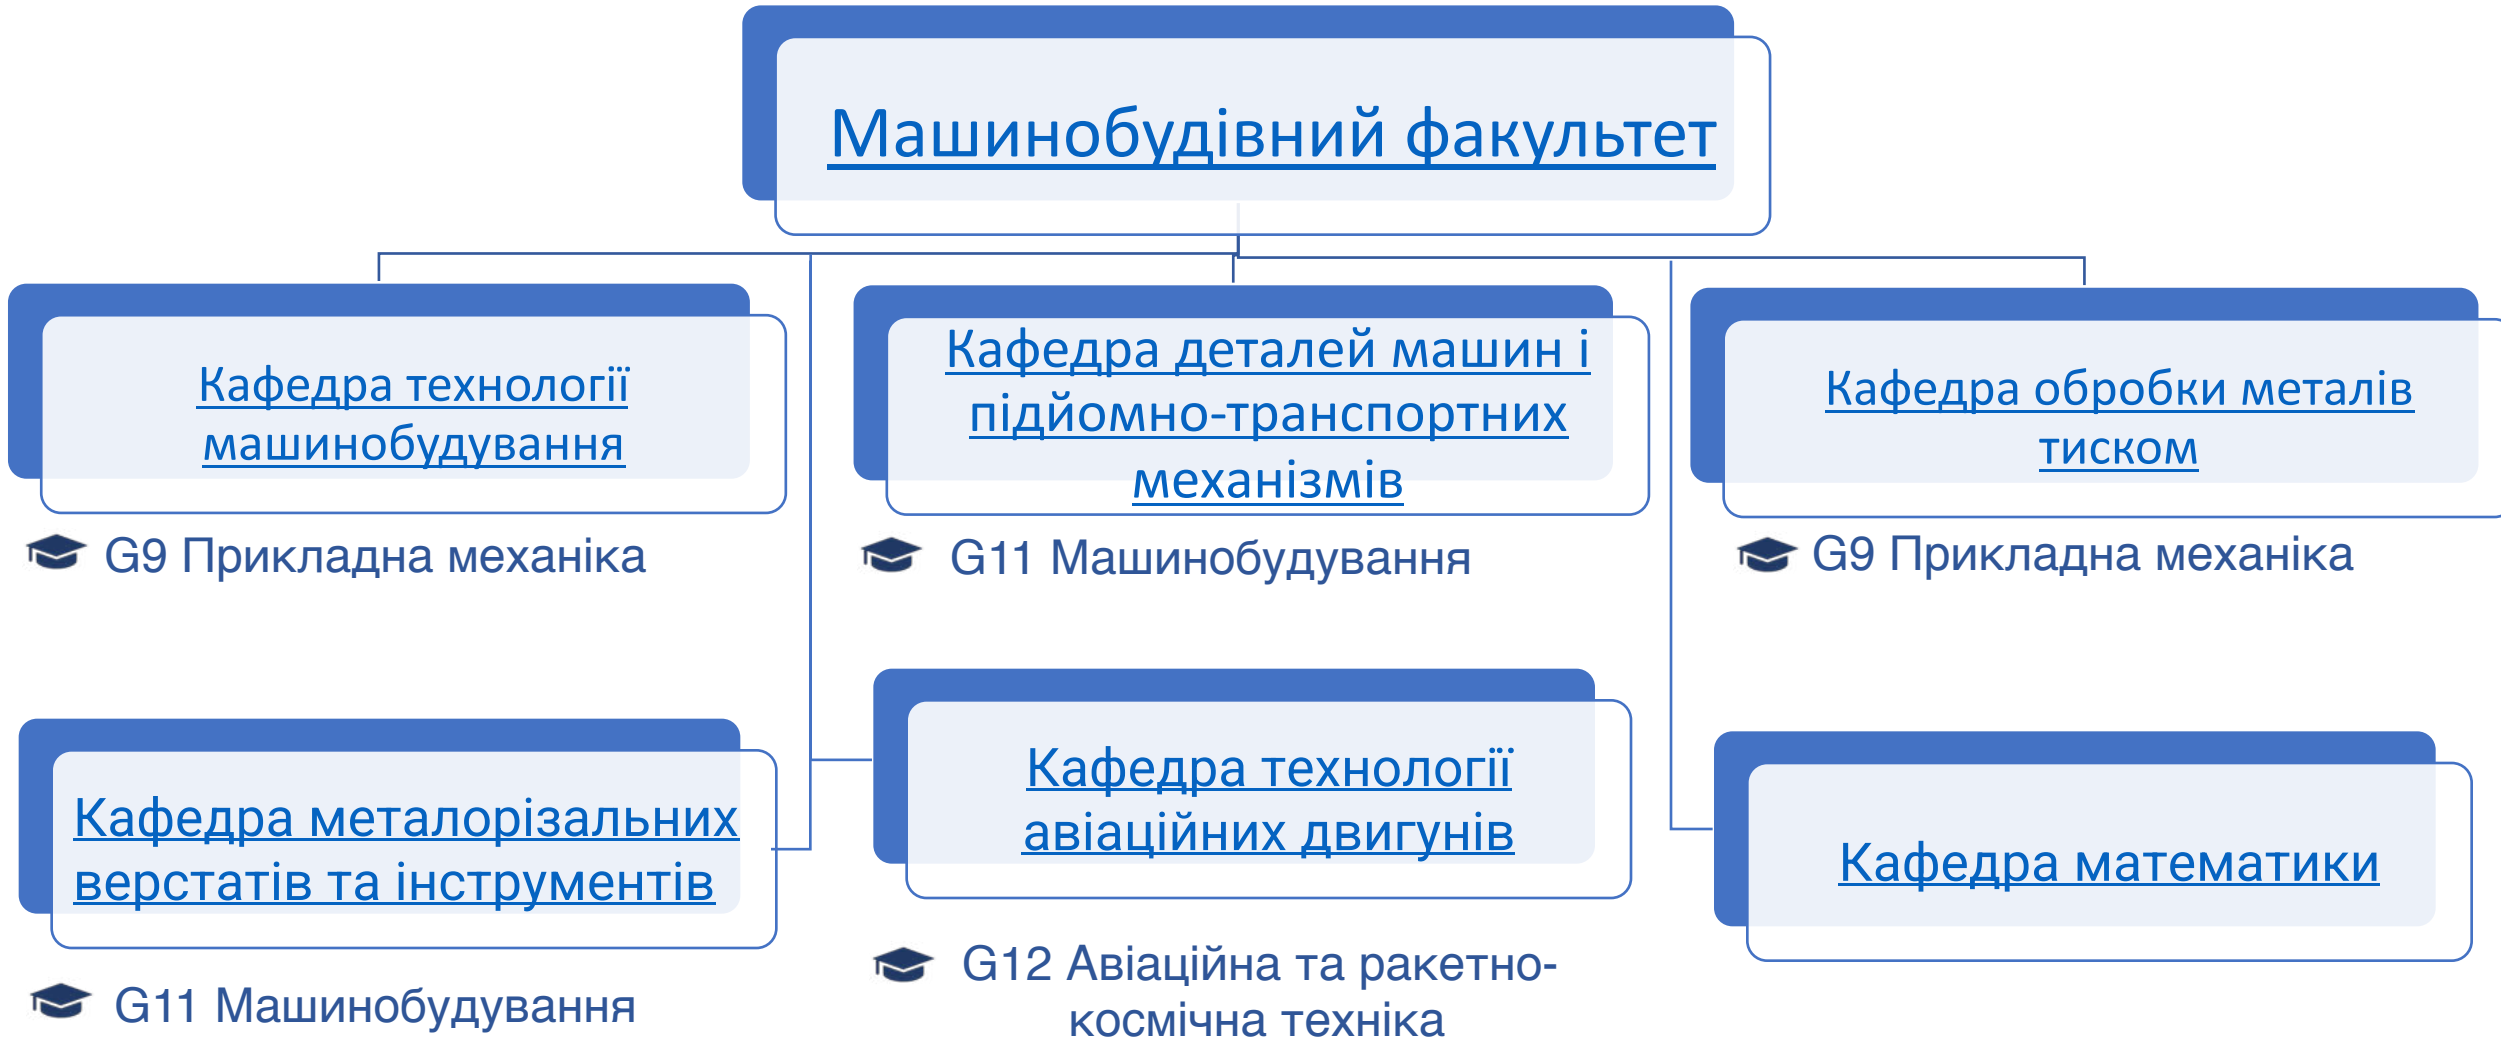 Машинобудівний факультет
Кафедра технології
машинобудування
G9 Прикладна механіка
Кафедра деталей машин і
підйомно-транспортних
механізмів
G11 Машинобудування
Кафедра обробки металів
тиском
G9 Прикладна механіка
Кафедра металорізальних
верстатів та інструментів
G11 Машинобудування
Кафедра технології
авіаційних двигунів
G12 Авіаційна та ракетно-
космічна техніка
Кафедра математики